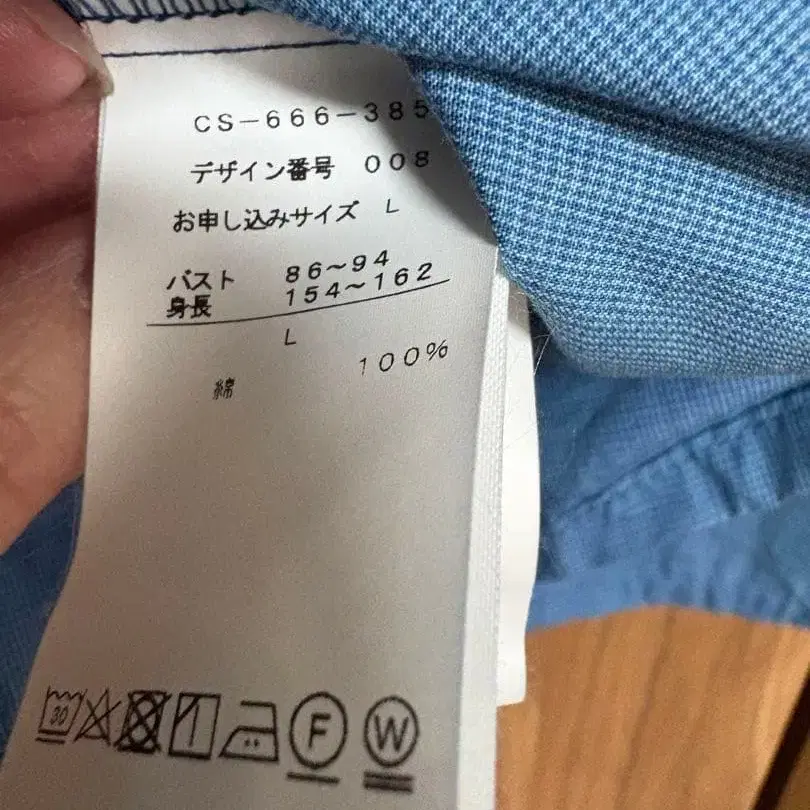 CS-666-385
デザイン番号 008
お申し込みサイズ L
バスト 86~94
身長 154~162
L
綿 100%
30 F W